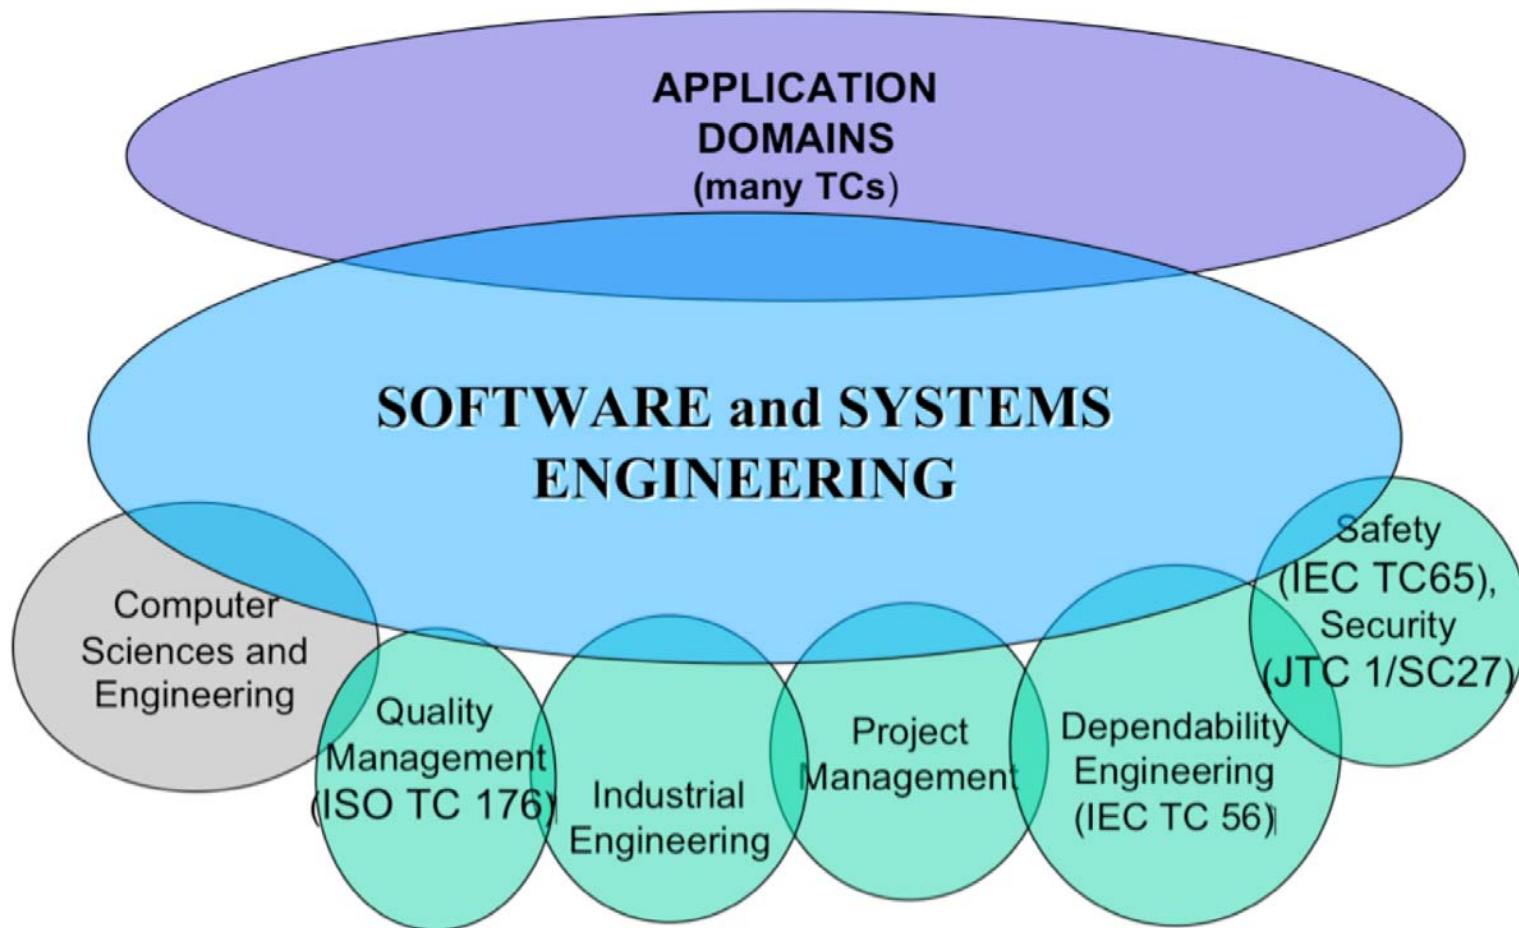 APPLICATION
DOMAINS
(many TCs)
SOFTWARE and SYSTEMS
ENGINEERING
Computer
Sciences and
Engineering
Quality
Management
(ISO TC 176)
Industrial
Engineering
Project
Management
Dependability
Engineering
(IEC TC 56)
Safety
(IEC TC65),
Security
(JTC 1/SC27)